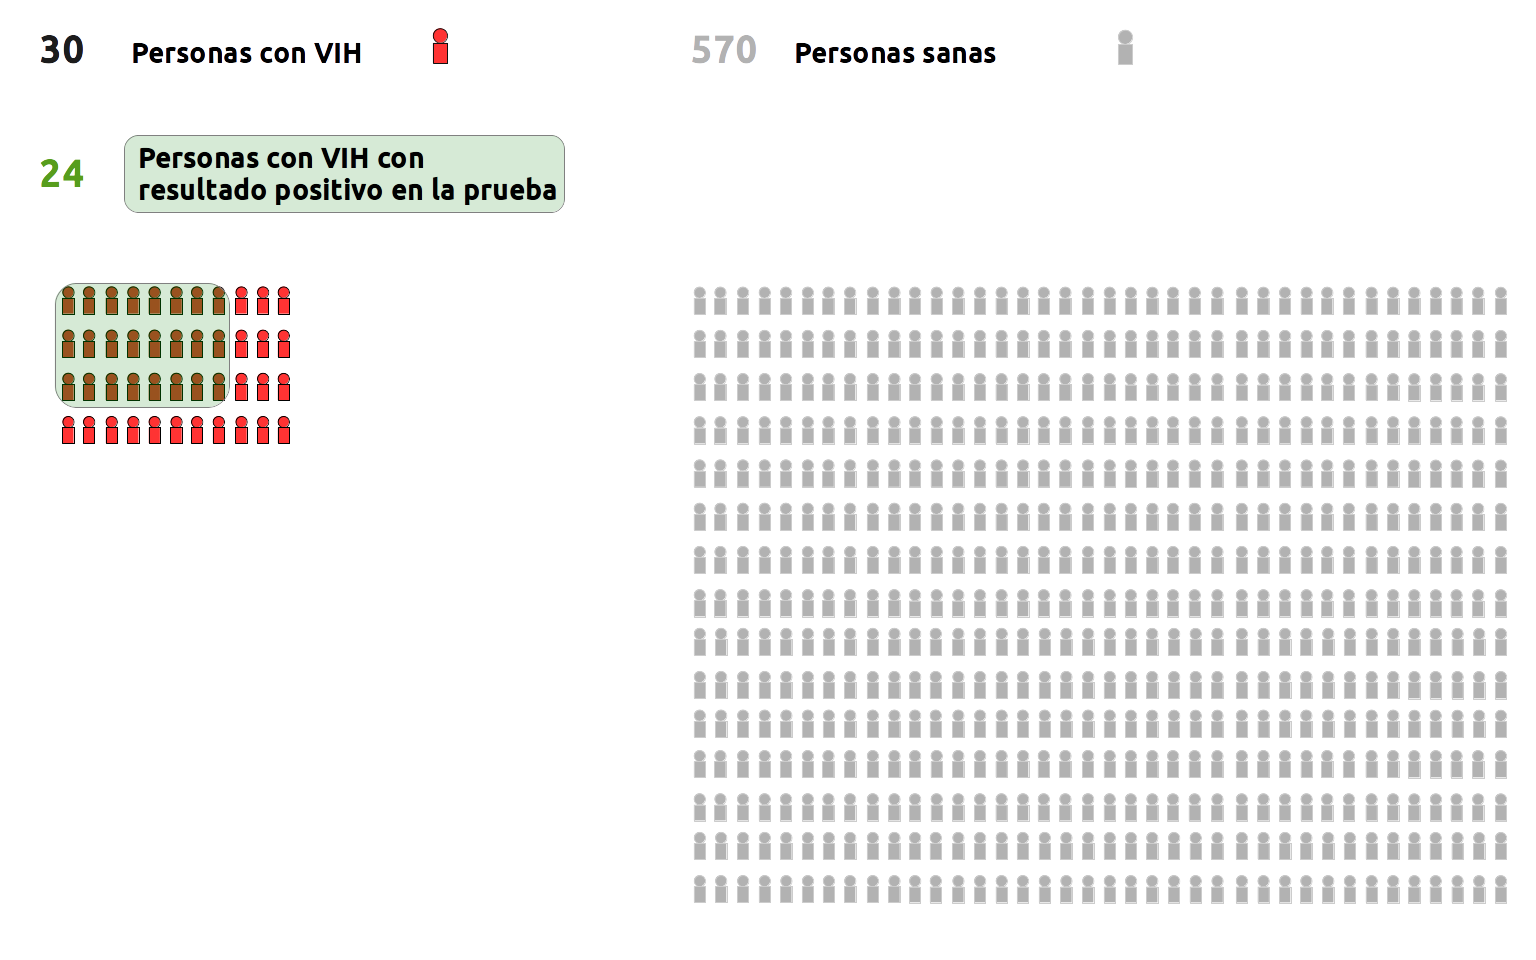 30 Personas con VIH
570 Personas sanas
24
Personas con VIH con
resultado positivo en la prueba